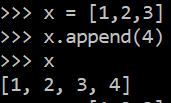 >>> x = [1,2,3]
>>> x.append(4)
>>> x
[1, 2, 3, 4]